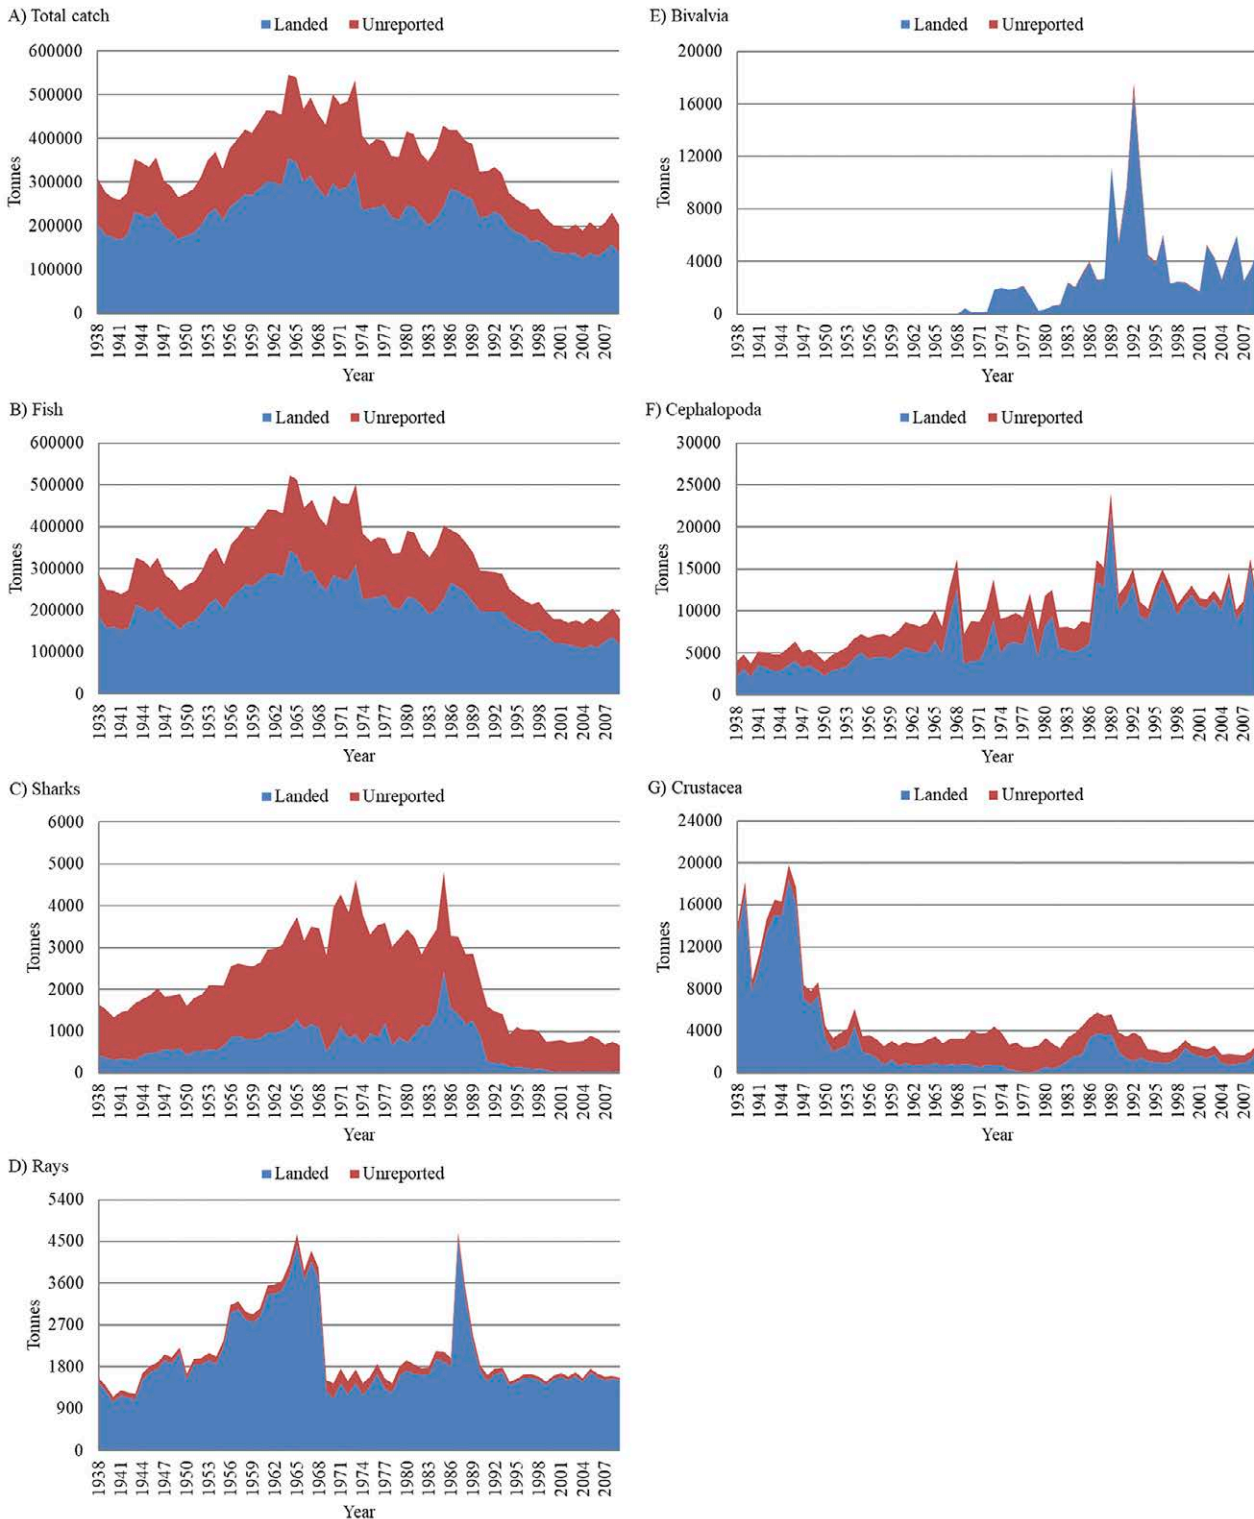 A) Total catch
Landed Unreported
600000
500000
400000
300000
200000
100000
0
Tonnes
1938 1941 1944 1947 1950 1953 1956 1959 1962 1965 1968 1971 1974 1977 1980 1983 1986 1989 1992 1995 1998 2001 2004 2007
Year
B) Fish
Landed Unreported
600000
500000
400000
300000
200000
100000
0
Tonnes
1938 1941 1944 1947 1950 1953 1956 1959 1962 1965 1968 1971 1974 1977 1980 1983 1986 1989 1992 1995 1998 2001 2004 2007
Year
C) Sharks
Landed Unreported
6000
5000
4000
3000
2000
1000
0
Tonnes
1938 1941 1944 1947 1950 1953 1956 1959 1962 1965 1968 1971 1974 1977 1980 1983 1986 1989 1992 1995 1998 2001 2004 2007
Year
D) Rays
Landed Unreported
5400
4500
3600
2700
1800
900
0
Tonnes
1938 1941 1944 1947 1950 1953 1956 1959 1962 1965 1968 1971 1974 1977 1980 1983 1986 1989 1992 1995 1998 2001 2004 2007
Year
E) Bivalvia
Landed Unreported
20000
16000
12000
8000
4000
0
Tonnes
1938 1941 1944 1947 1950 1953 1956 1959 1962 1965 1968 1971 1974 1977 1980 1983 1986 1989 1992 1995 1998 2001 2004 2007
Year
F) Cephalopoda
Landed Unreported
30000
25000
20000
15000
10000
5000
0
Tonnes
1938 1941 1944 1947 1950 1953 1956 1959 1962 1965 1968 1971 1974 1977 1980 1983 1986 1989 1992 1995 1998 2001 2004 2007
Year
G) Crustacea
Landed Unreported
24000
20000
16000
12000
8000
4000
0
Tonnes
1938 1941 1944 1947 1950 1953 1956 1959 1962 1965 1968 1971 1974 1977 1980 1983 1986 1989 1992 1995 1998 2001 2004 2007
Year